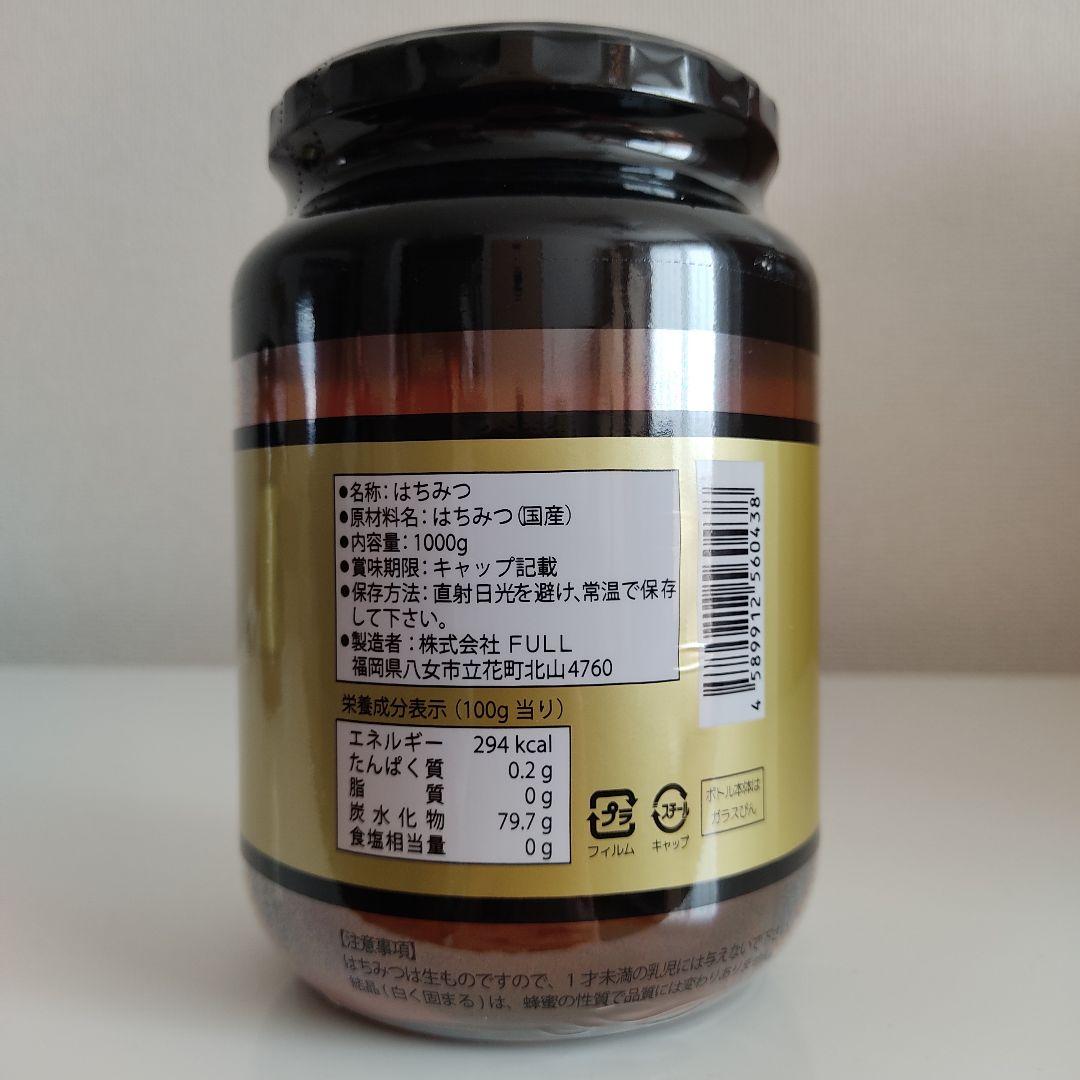 ●名称：はちみつ
●原材料名：はちみつ（国産）
●内容量：1000g
●賞味期限：キャップ記載
●保存方法：直射日光を避け、常温で保存
して下さい。
●製造者：株式会社 FULL
福岡県八女市立花町北山4760
栄養成分表示（100g 当り）
エネルギー 294 kcal
たんぱく質 0.2 g
脂質 0 g
炭水化物 79.7 g
食塩相当量 0 g
4 589912 560438
プラ
フィルム
スチール
キャップ
ボトル本体は
ガラスびん
【注意事項】
はちみつは生ものですので、1才未満の乳児には与えないで下さ
結晶(白く固まる)は、蜂蜜の性質で品質には変わりありま